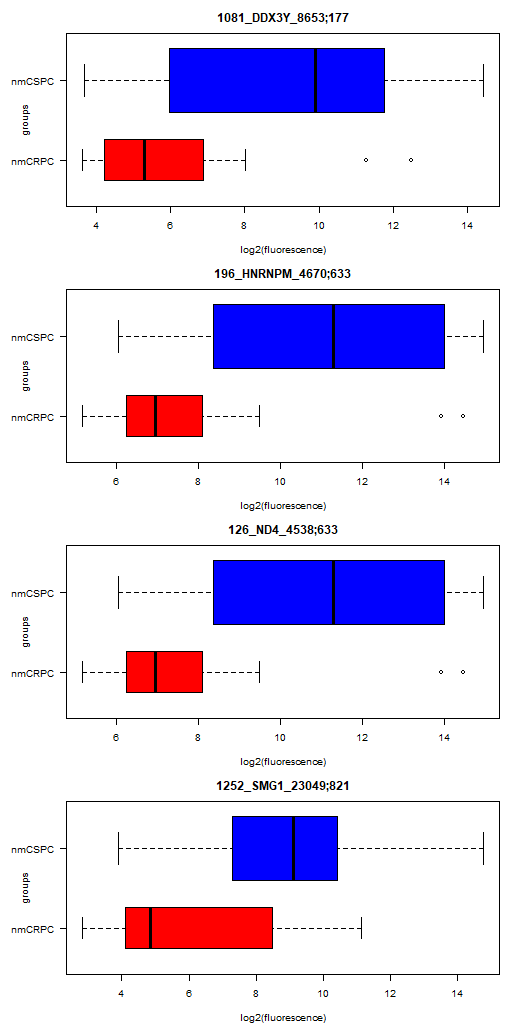 1081_DDX3Y_8653;177
nmCSPC
groups
nmCRPC
4 6 8 10 12 14
log2(fluorescence)
196_HNRNPM_4670;633
nmCSPC
groups
nmCRPC
6 8 10 12 14
log2(fluorescence)
126_ND4_4538;633
nmCSPC
groups
nmCRPC
6 8 10 12 14
log2(fluorescence)
1252_SMG1_23049;821
nmCSPC
groups
nmCRPC
4 6 8 10 12 14
log2(fluorescence)